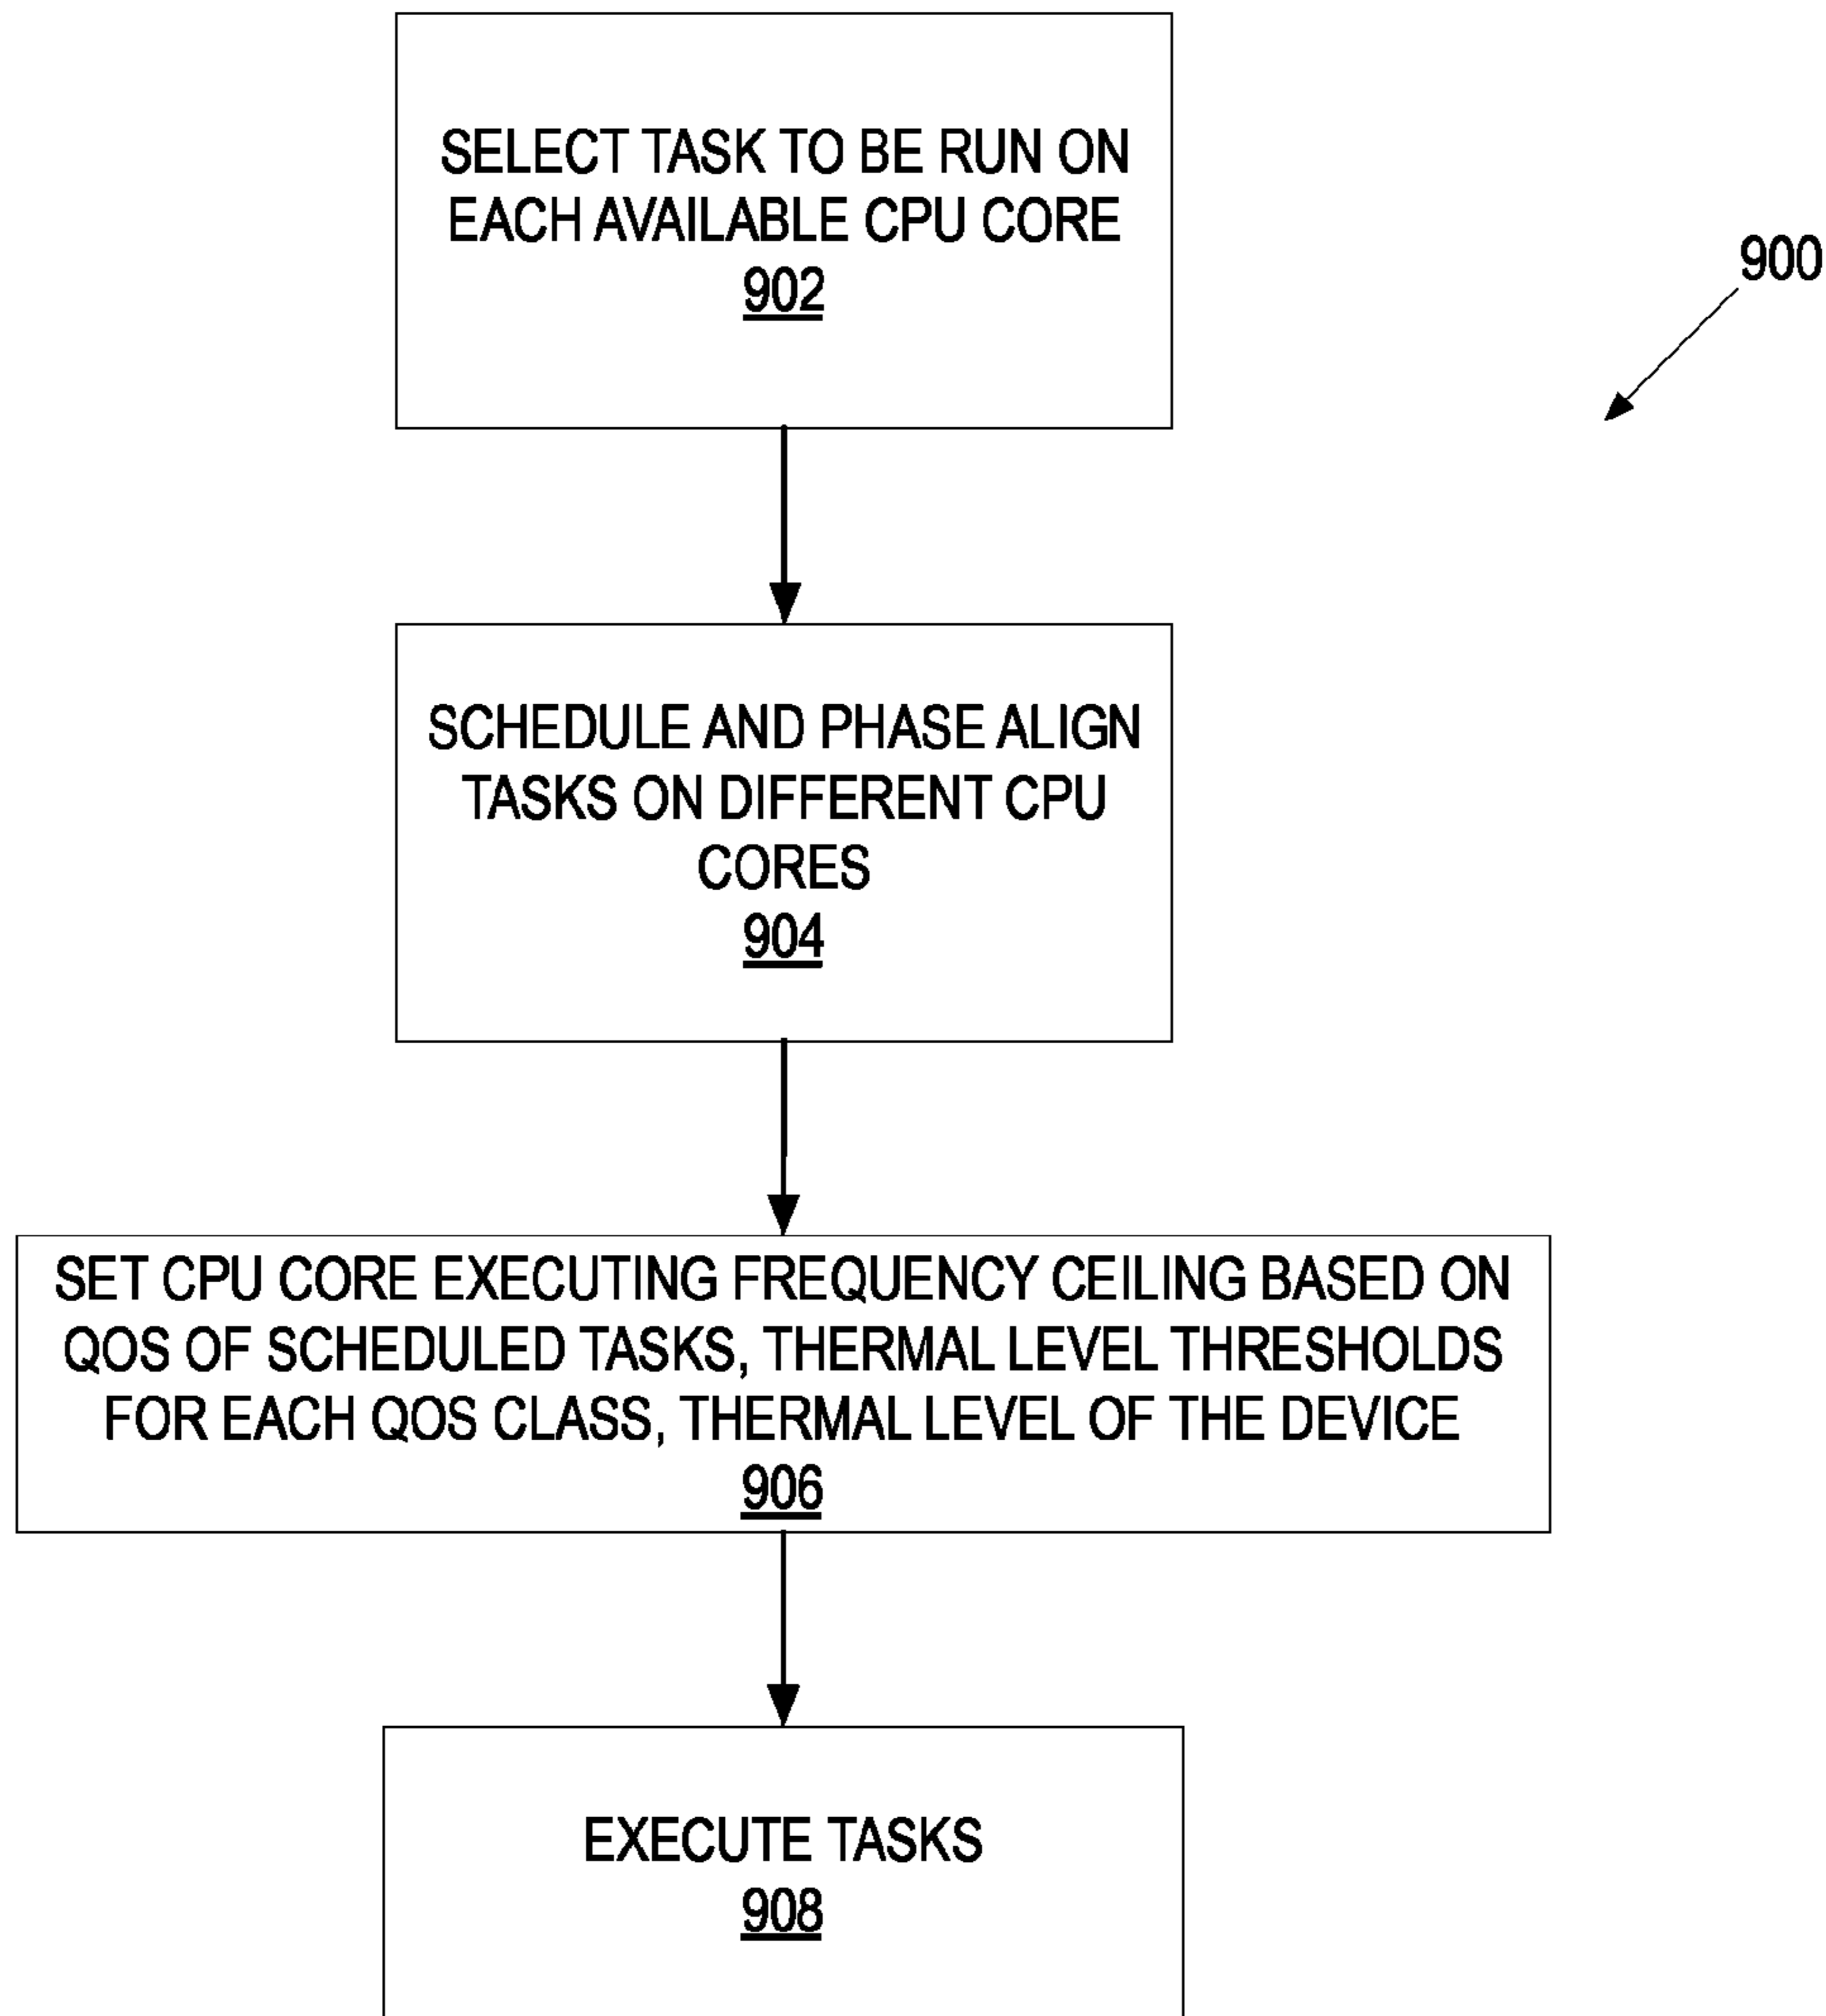 SELECT TASK TO BE RUN ON
EACH AVAILABLE CPU CORE
902
900
SCHEDULE AND PHASE ALIGN
TASKS ON DIFFERENT CPU
CORES
904
SET CPU CORE EXECUTING FREQUENCY CEILING BASED ON
QOS OF SCHEDULED TASKS, THERMAL LEVEL THRESHOLDS
FOR EACH QOS CLASS, THERMAL LEVEL OF THE DEVICE
906
EXECUTE TASKS
908